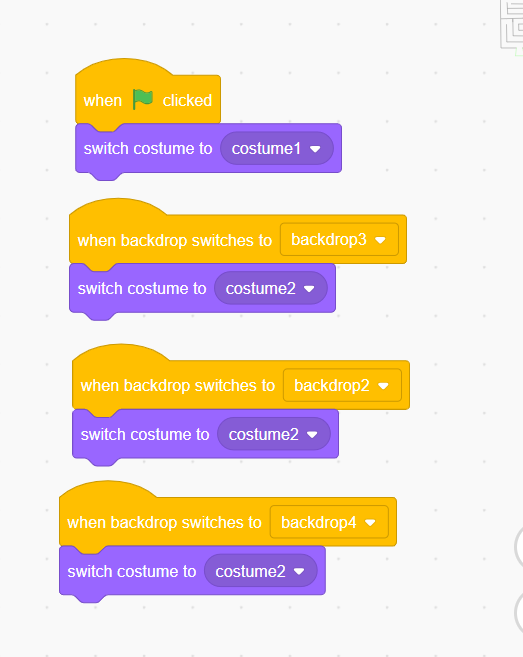 when clicked
switch costume to costume1
when backdrop switches to backdrop3
switch costume to costume2
when backdrop switches to backdrop2
switch costume to costume2
when backdrop switches to backdrop4
switch costume to costume2